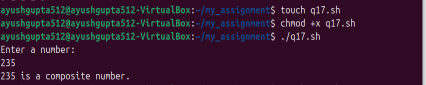 ayushgupta512@ayushgupta512-VirtualBox:~/my_assignment$ touch q17.sh
ayushgupta512@ayushgupta512-VirtualBox:~/my_assignment$ chmod +x q17.sh
ayushgupta512@ayushgupta512-VirtualBox:~/my_assignment$ ./q17.sh
Enter a number:
235
235 is a composite number.